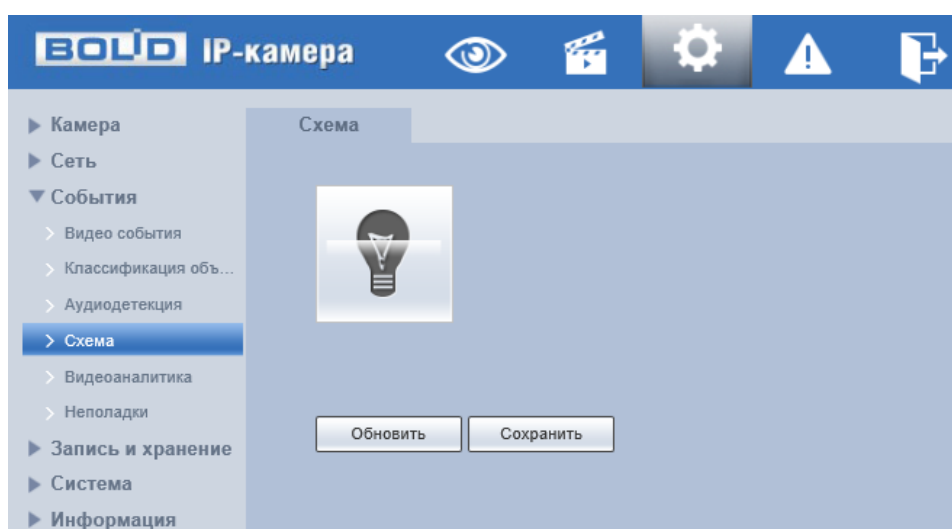 BOLID IP-камера
Камера
Схема
Сеть
События
Видео события
Классификация объ...
Аудиодетекция
Схема
Видеоаналитика
Неполадки
Обновить Сохранить
Запись и хранение
Система
Информация